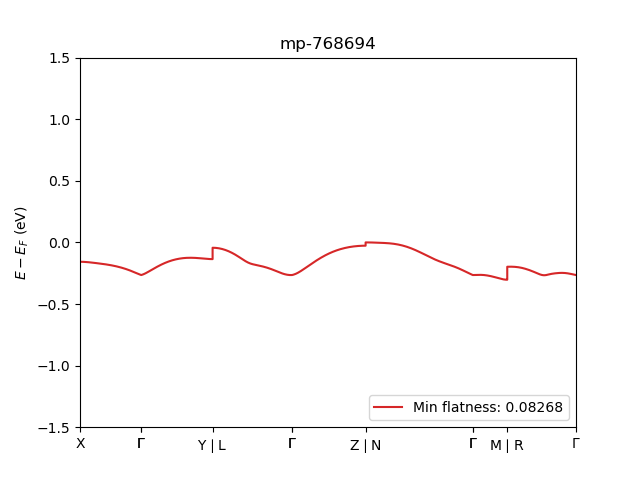 mp-768694
1.5
1.0
0.5
0.0
−0.5
−1.0
−1.5
E − E_F (eV)
Min flatness: 0.08268
X Γ Y | L Γ Z | N Γ M | R Γ